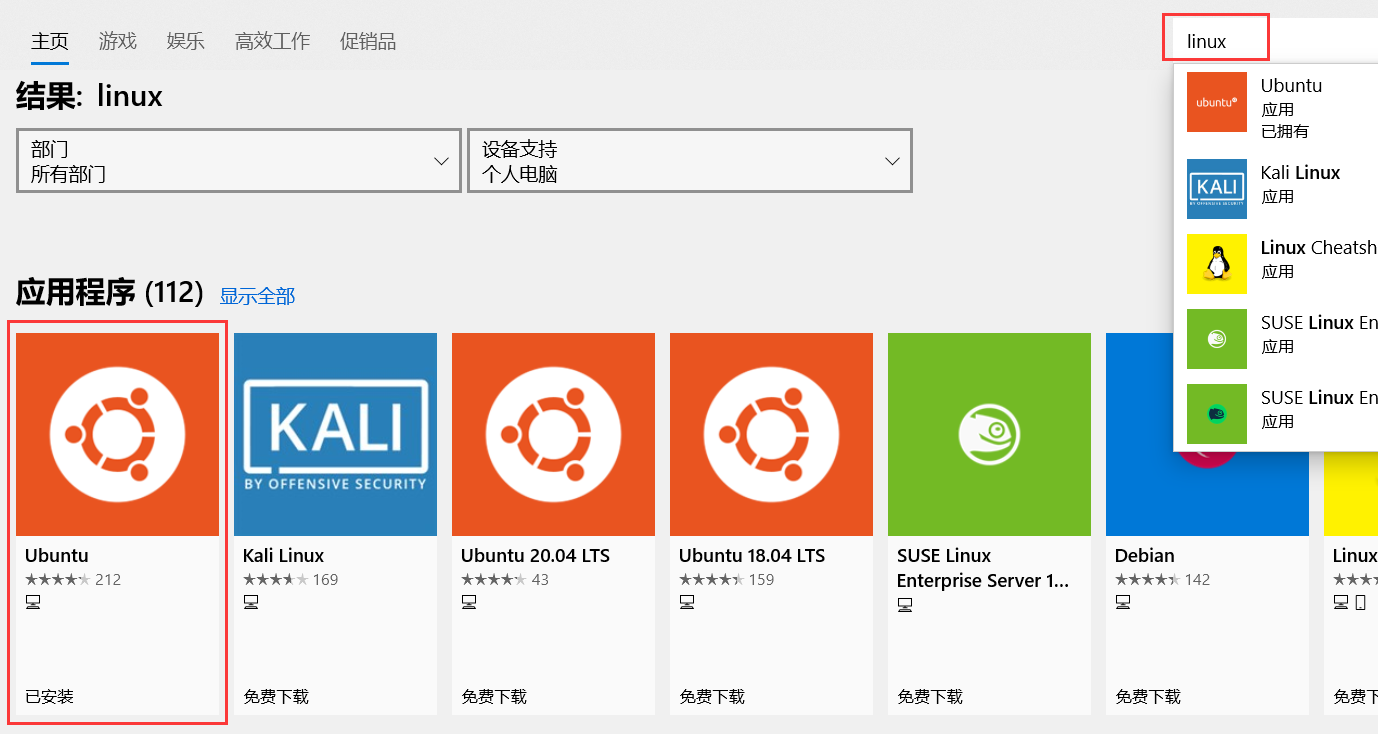 主页 游戏 娱乐 高效工作 促销品
linux
结果: linux
部门
所有部门
设备支持
个人电脑
ubuntu®
Ubuntu
应用
已拥有
KALI
BY OFFENSIVE SECURITY
Kali Linux
应用
Linux Cheatsh
应用
SUSE Linux En
应用
SUSE Linux En
应用
应用程序 (112) 显示全部
Ubuntu
212
已安装
KALI
BY OFFENSIVE SECURITY
Kali Linux
169
免费下载
Ubuntu 20.04 LTS
43
免费下载
Ubuntu 18.04 LTS
159
免费下载
SUSE Linux
Enterprise Server 1...
免费下载
Debian
142
免费下载
Linux
免费下